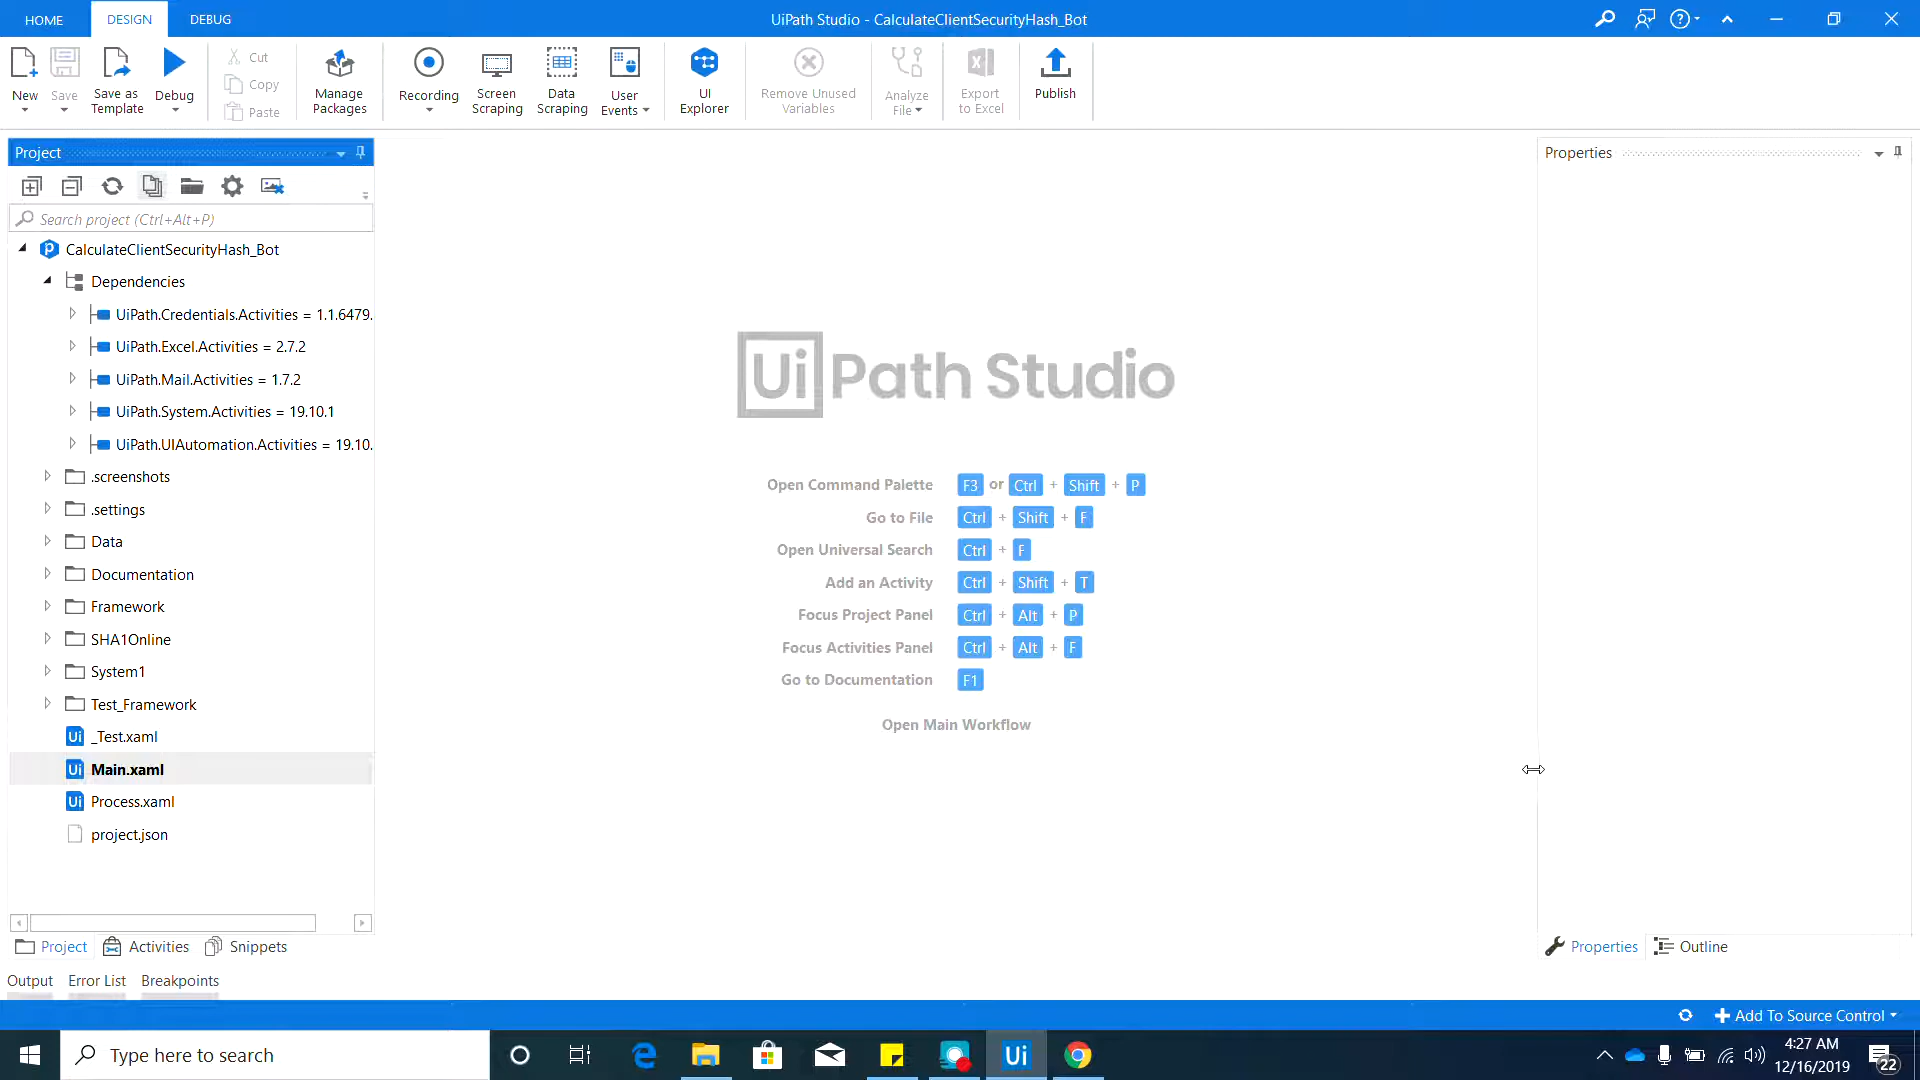 HOME
DESIGN
DEBUG
UiPath Studio - CalculateClientSecurityHash_Bot
New
Save
Save as
Template
Debug
Cut
Copy
Paste
Manage
Packages
Recording
Screen
Scraping
Data
Scraping
User
Events
UI
Explorer
Remove Unused
Variables
Analyze
File
Export
to Excel
Publish
Project
Search project (Ctrl+Alt+P)
CalculateClientSecurityHash_Bot
Dependencies
UiPath.Credentials.Activities = 1.1.6479.
UiPath.Excel.Activities = 2.7.2
UiPath.Mail.Activities = 1.7.2
UiPath.System.Activities = 19.10.1
UiPath.UIAutomation.Activities = 19.10.
.screenshots
.settings
Data
Documentation
Framework
SHA1Online
System1
Test_Framework
_Test.xaml
Main.xaml
Process.xaml
project.json
Project
Activities
Snippets
Output
Error List
Breakpoints
Ui Path Studio
Open Command Palette F3 or Ctrl + Shift + P
Go to File Ctrl + Shift + F
Open Universal Search Ctrl + F
Add an Activity Ctrl + Shift + T
Focus Project Panel Ctrl + Alt + P
Focus Activities Panel Ctrl + Alt + F
Go to Documentation F1
Open Main Workflow
Properties
Properties
Outline
Add To Source Control
Type here to search
Ui
4:27 AM
12/16/2019
22